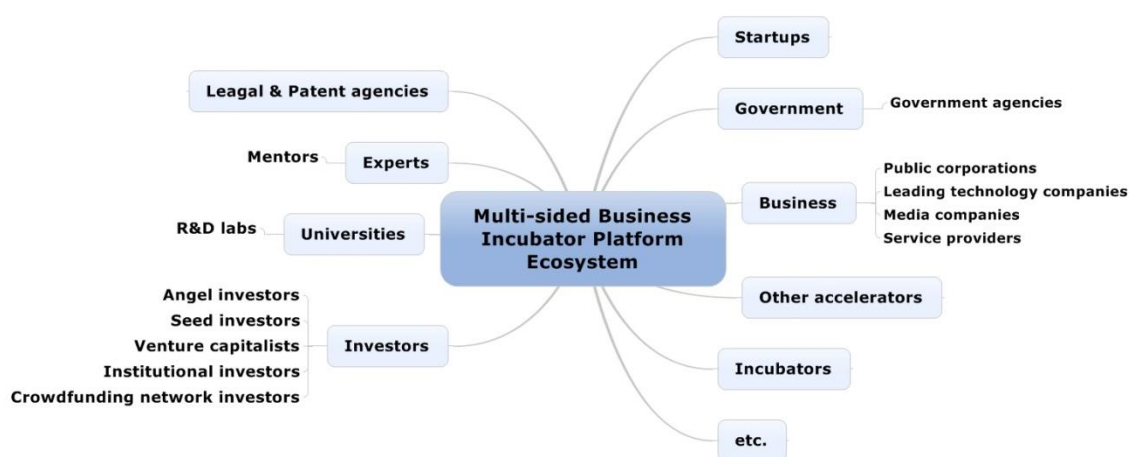 Startups
Leagal & Patent agencies
Government
Government agencies
Mentors
Experts
Public corporations
Leading technology companies
Business
Media companies
Service providers
Multi-sided Business
Incubator Platform
Ecosystem
R&D labs
Universities
Angel investors
Seed investors
Venture capitalists
Institutional investors
Crowdfunding network investors
Investors
Other accelerators
Incubators
etc.